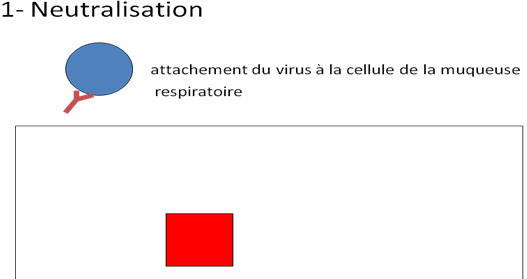 1- Neutralisation
attachement du virus à la cellule de la muqueuse
respiratoire